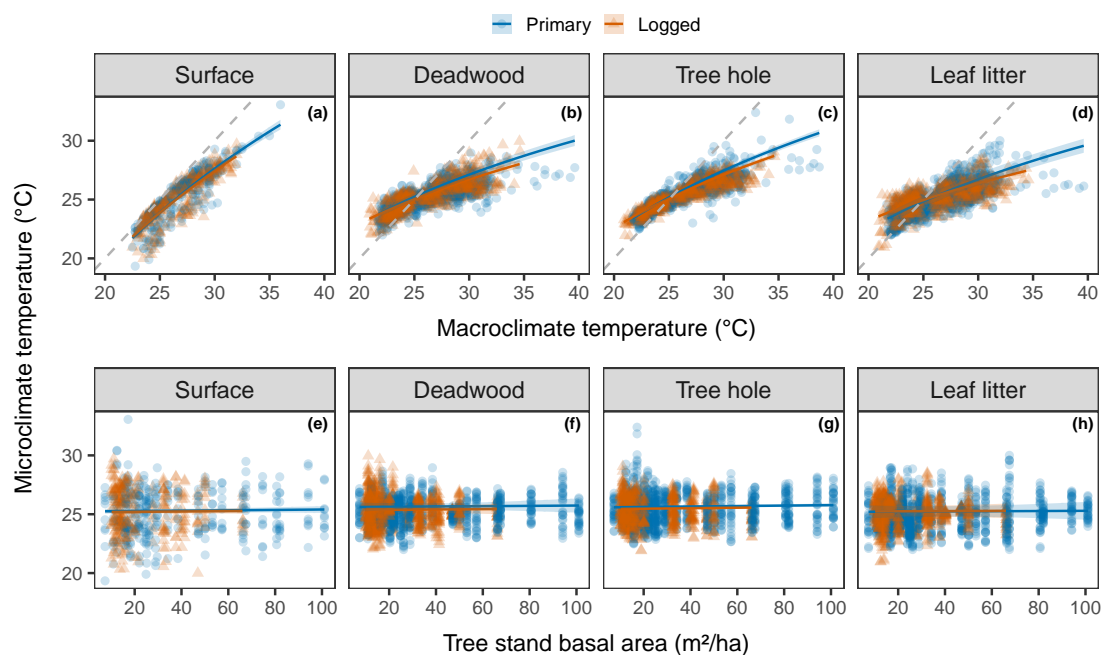 Primary Logged
Surface Deadwood Tree hole Leaf litter
(a) (b) (c) (d)
30
25
20
20 25 30 35 40 20 25 30 35 40 20 25 30 35 40 20 25 30 35 40
Macroclimate temperature (°C)
Microclimate temperature (°C)
Surface Deadwood Tree hole Leaf litter
(e) (f) (g) (h)
30
25
20
20 40 60 80 100 20 40 60 80 100 20 40 60 80 100 20 40 60 80 100
Tree stand basal area (m²/ha)